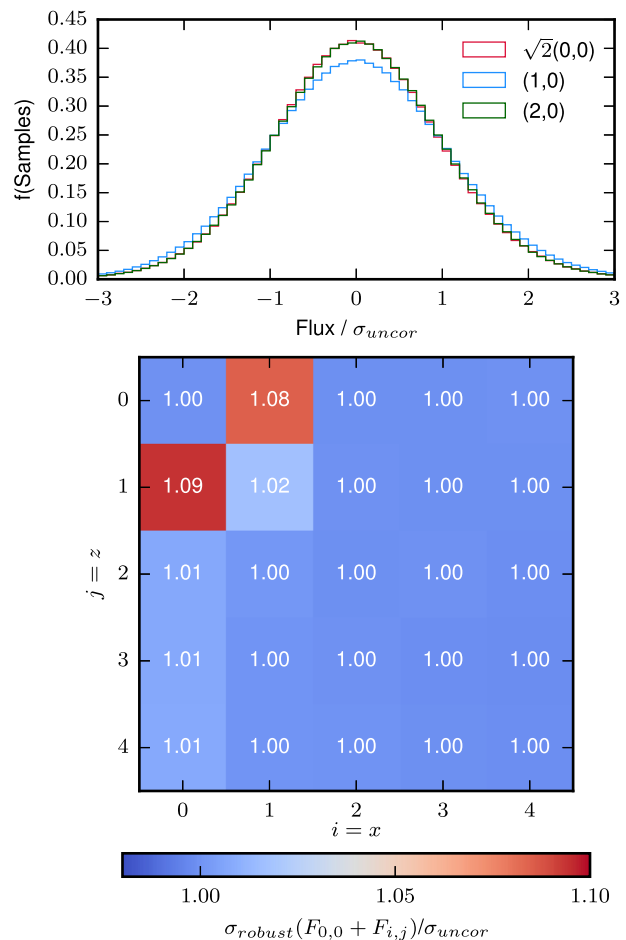 0.45
0.40
0.35
0.30
0.25
0.20
0.15
0.10
0.05
0.00
f(Samples)
√2(0,0)
(1,0)
(2,0)
−3 −2 −1 0 1 2 3
Flux / σuncor
0 1.00 1.08 1.00 1.00 1.00
1 1.09 1.02 1.00 1.00 1.00
2 1.01 1.00 1.00 1.00 1.00
3 1.01 1.00 1.00 1.00 1.00
4 1.01 1.00 1.00 1.00 1.00
j = z
0 1 2 3 4
i = x
1.00 1.05 1.10
σrobust(F0,0 + Fi,j)/σuncor